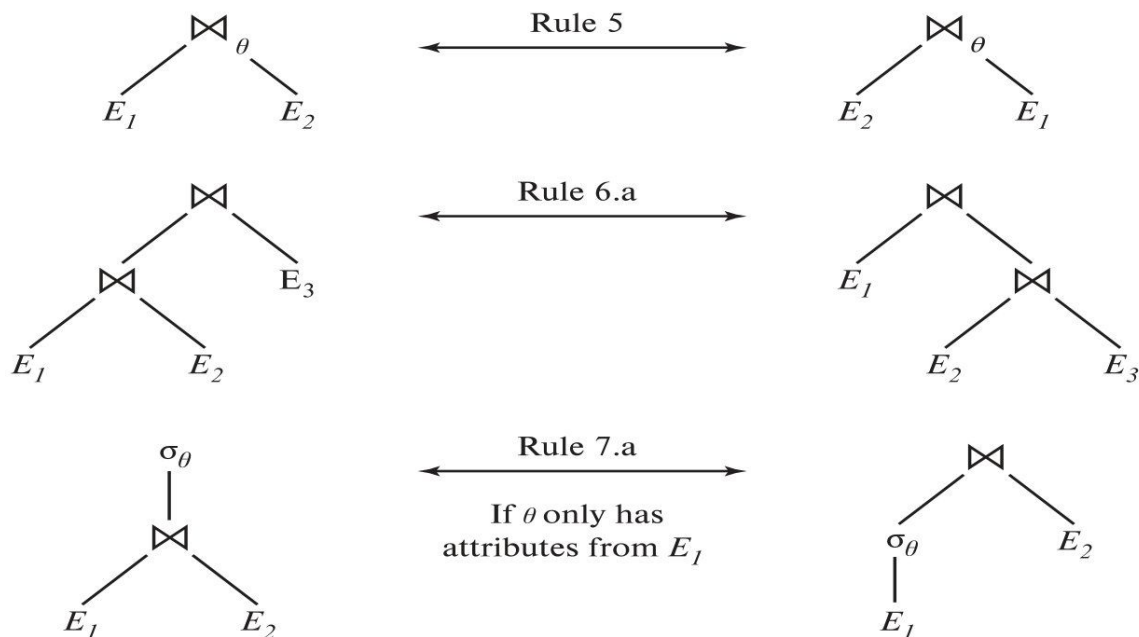 ⋈θ Rule 5 ⋈θ
E1 E2 E2 E1
⋈ Rule 6.a ⋈
⋈ E3 E1 ⋈
E1 E2 E2 E3
σθ Rule 7.a ⋈
If θ only has
⋈ attributes from E1 σθ E2
E1 E2 E1